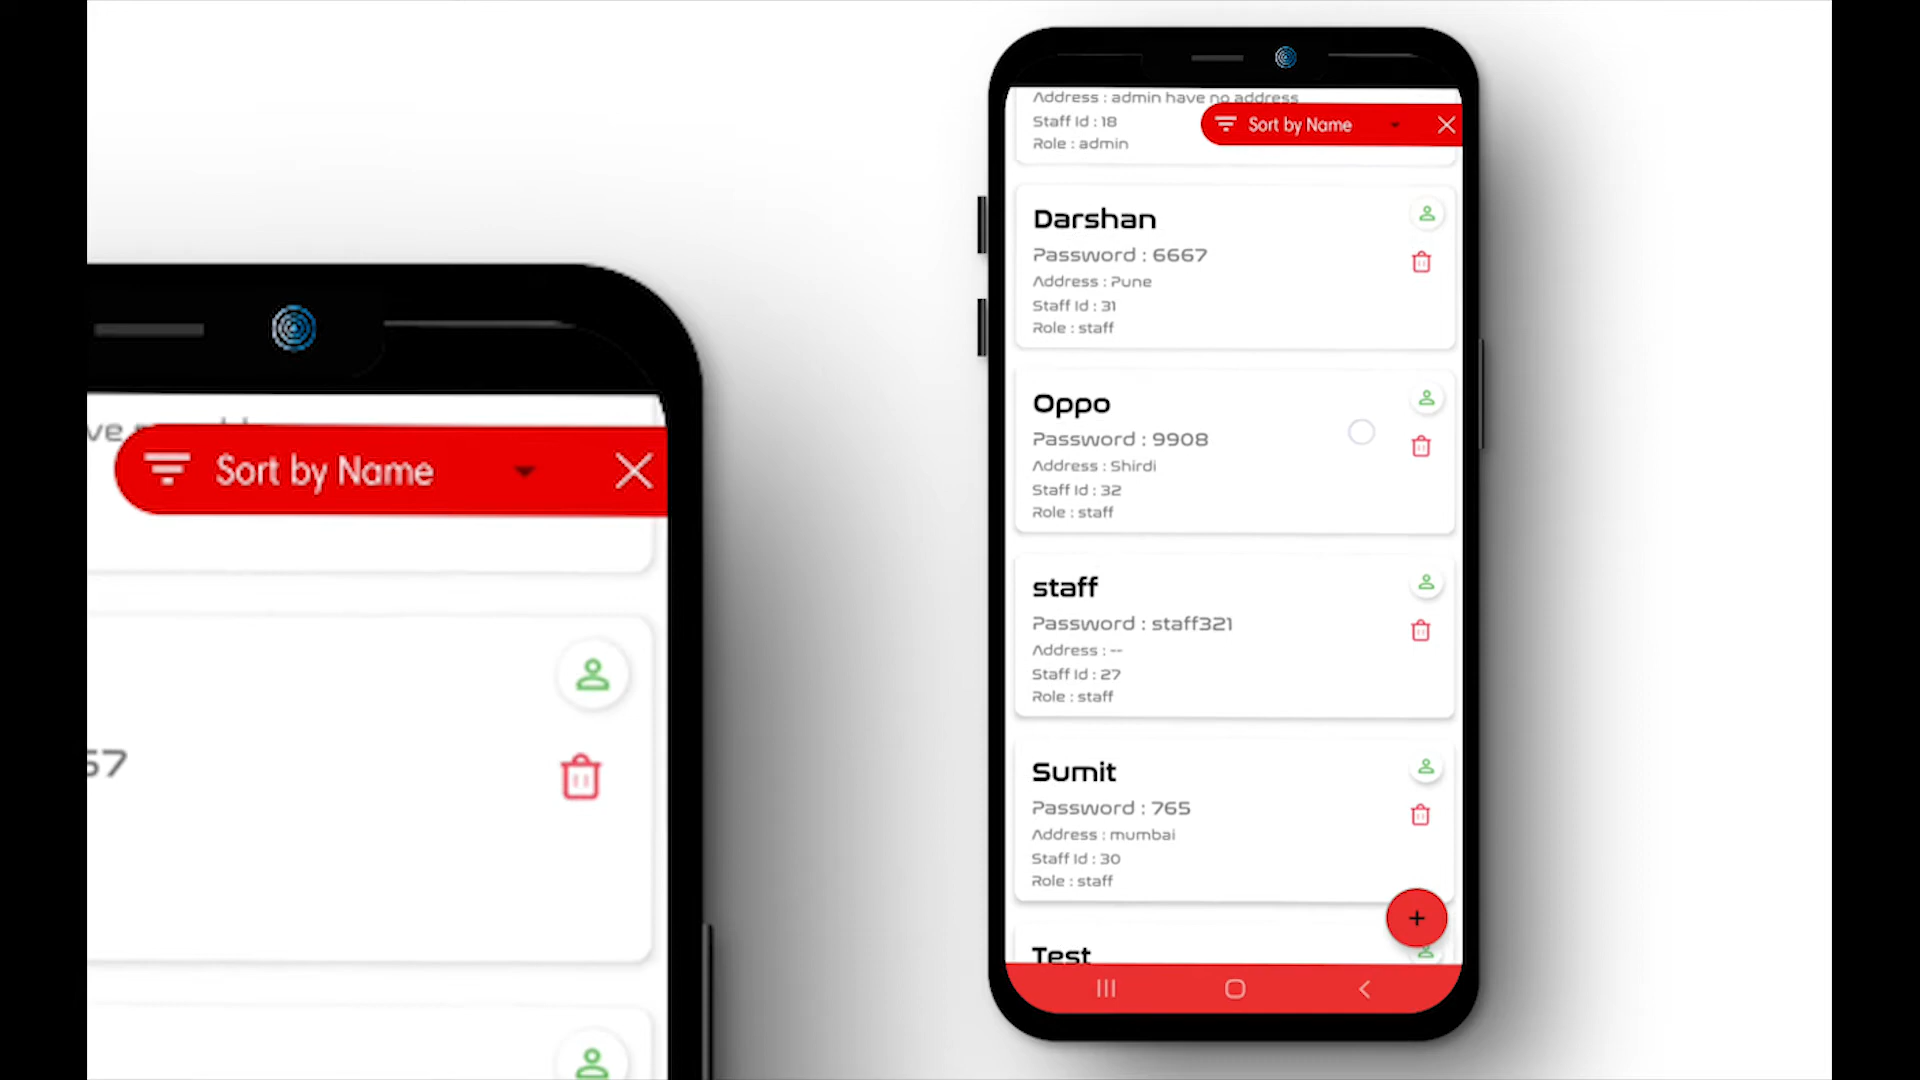 Sort by Name
57
Address : admin have no address
Staff Id : 18
Role : admin
Sort by Name
Darshan
Password : 6667
Address : Pune
Staff Id : 31
Role : staff
Oppo
Password : 9908
Address : Shirdi
Staff Id : 32
Role : staff
staff
Password : staff321
Address : --
Staff Id : 27
Role : staff
Sumit
Password : 765
Address : mumbai
Staff Id : 30
Role : staff
Test